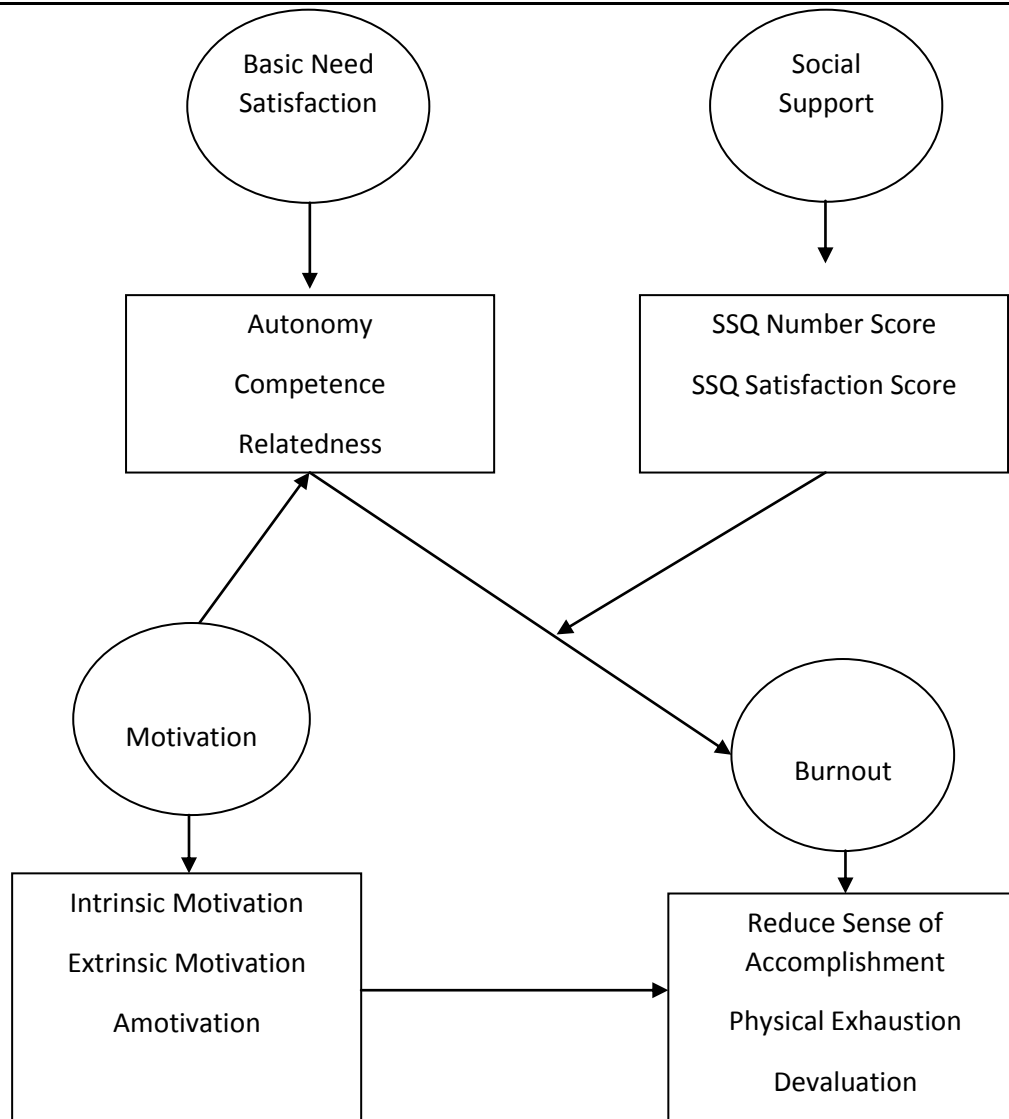 Basic Need
Satisfaction
Social
Support
Autonomy
Competence
Relatedness
SSQ Number Score
SSQ Satisfaction Score
Motivation
Burnout
Intrinsic Motivation
Extrinsic Motivation
Amotivation
Reduce Sense of
Accomplishment
Physical Exhaustion
Devaluation